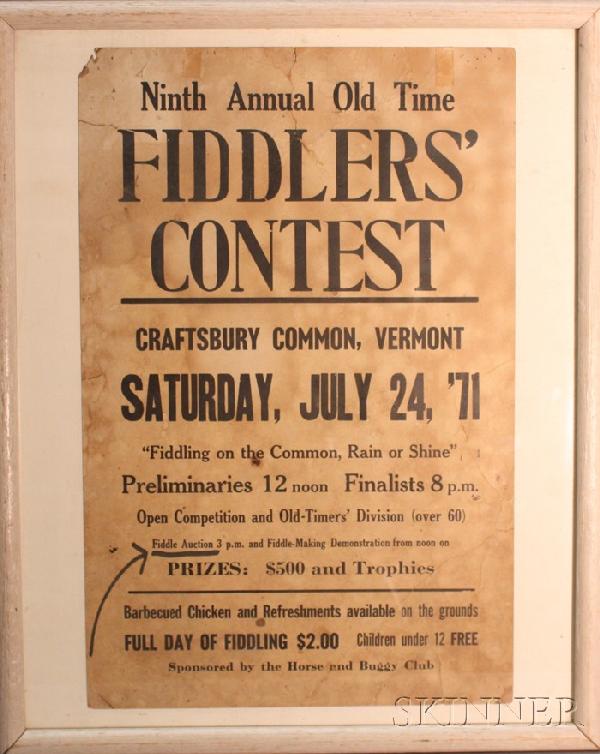 Ninth Annual Old Time
FIDDLERS'
CONTEST
CRAFTSBURY COMMON, VERMONT
SATURDAY, JULY 24, '71
"Fiddling on the Common, Rain or Shine"
Preliminaries 12 noon Finalists 8 p.m.
Open Competition and Old-Timers' Division (over 60)
Fiddle Auction 3 p.m. and Fiddle-Making Demonstration from noon on
PRIZES: $500 and Trophies
Barbecued Chicken and Refreshments available on the grounds
FULL DAY OF FIDDLING $2.00 Children under 12 FREE
Sponsored by the Horse and Buggy Club
SKINNER